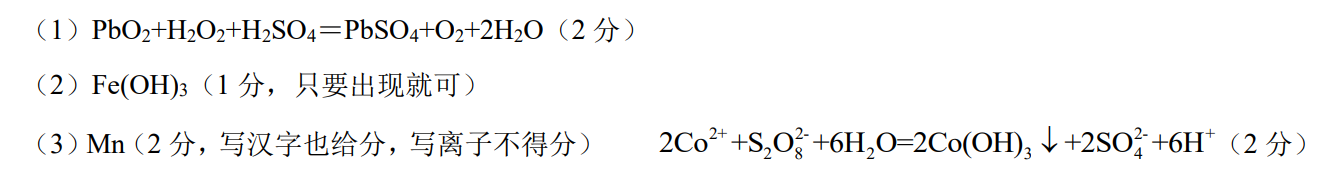 （1）PbO₂+H₂O₂+H₂SO₄＝PbSO₄+O₂+2H₂O（2 分）
（2）Fe(OH)₃（1 分，只要出现就可）
（3）Mn（2 分，写汉字也给分，写离子不得分） 2Co²⁺+S₂O₈²⁻+6H₂O=2Co(OH)₃↓+2SO₄²⁻+6H⁺（2 分）